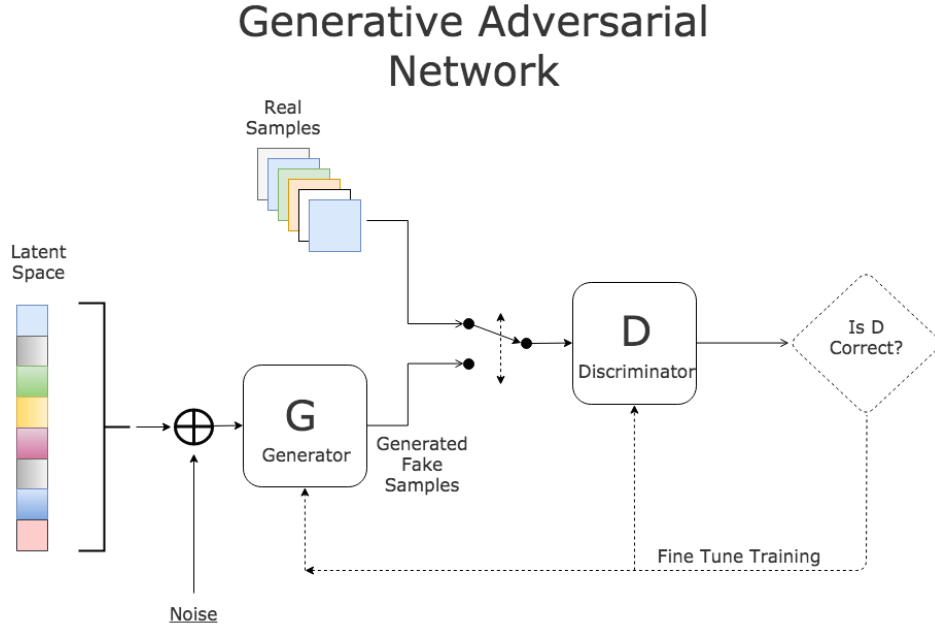 Generative Adversarial
Network
Real
Samples
Latent
Space
D
Discriminator
Is D
Correct?
G
Generator
Generated
Fake
Samples
Fine Tune Training
Noise